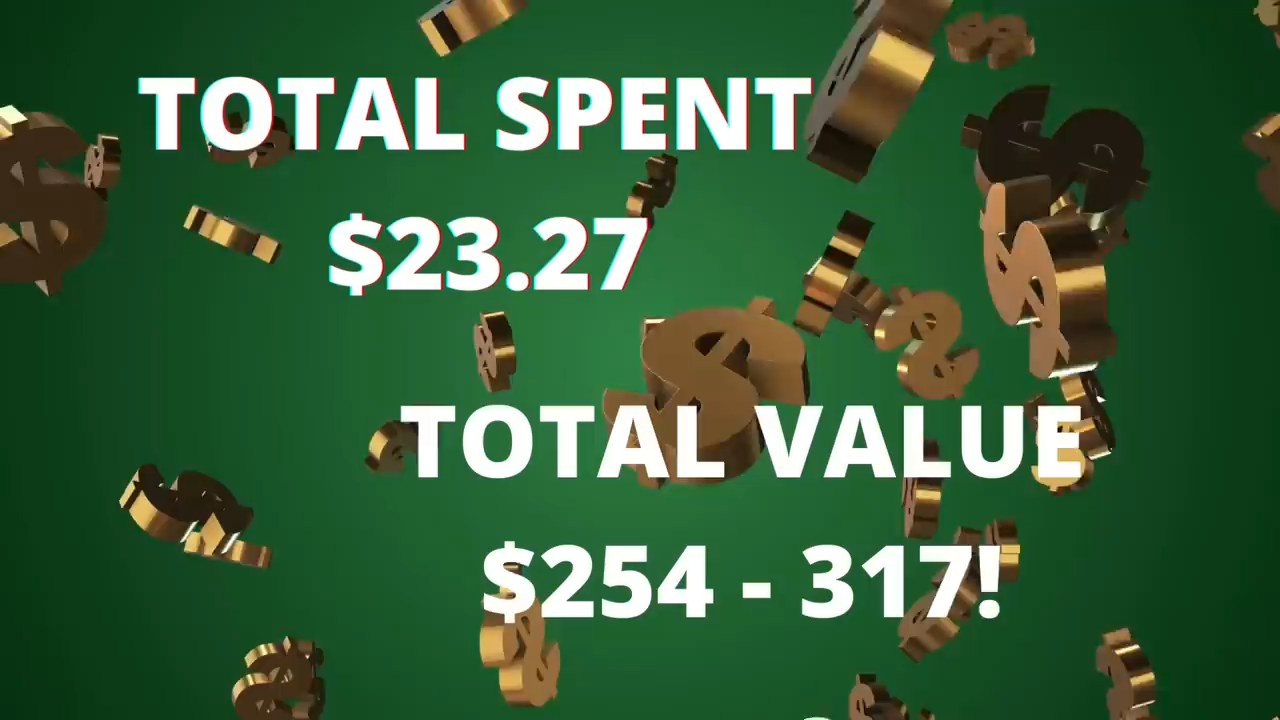 TOTAL SPENT
$23.27
TOTAL VALUE
$254 - 317!